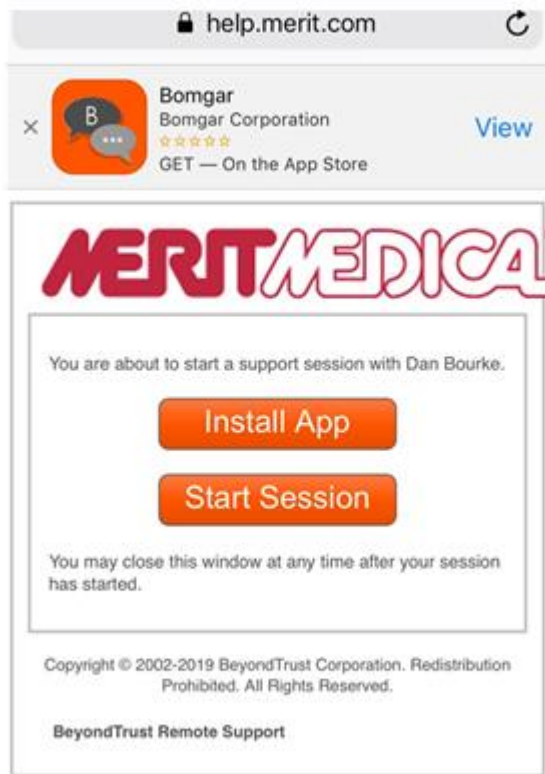 help.merit.com
Bomgar
B
Bomgar Corporation
GET — On the App Store
View
MERITMEDICA
You are about to start a support session with Dan Bourke.
Install App
Start Session
You may close this window at any time after your session
has started.
Copyright © 2002-2019 BeyondTrust Corporation. Redistribution
Prohibited. All Rights Reserved.
BeyondTrust Remote Support